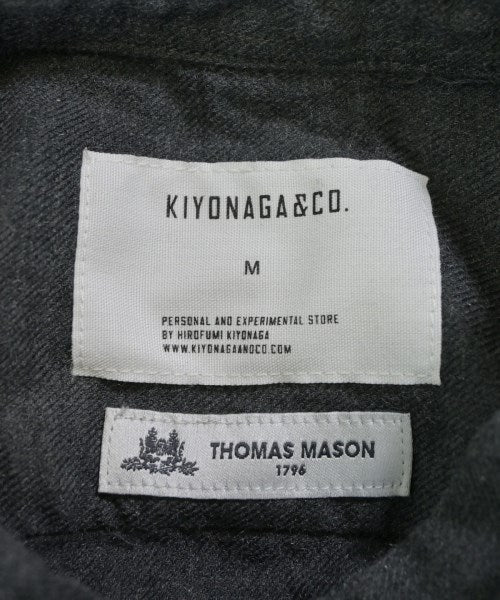 KIYONAGA&CO.
M
PERSONAL AND EXPERIMENTAL STORE
BY HIROFUMI KIYONAGA
WWW.KIYONAGAANDCO.COM
THOMAS MASON
1796